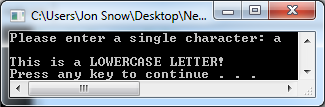 C:\Users\Jon Snow\Desktop\Ne...
Please enter a single character: a
This is a LOWERCASE LETTER!
Press any key to continue . . .